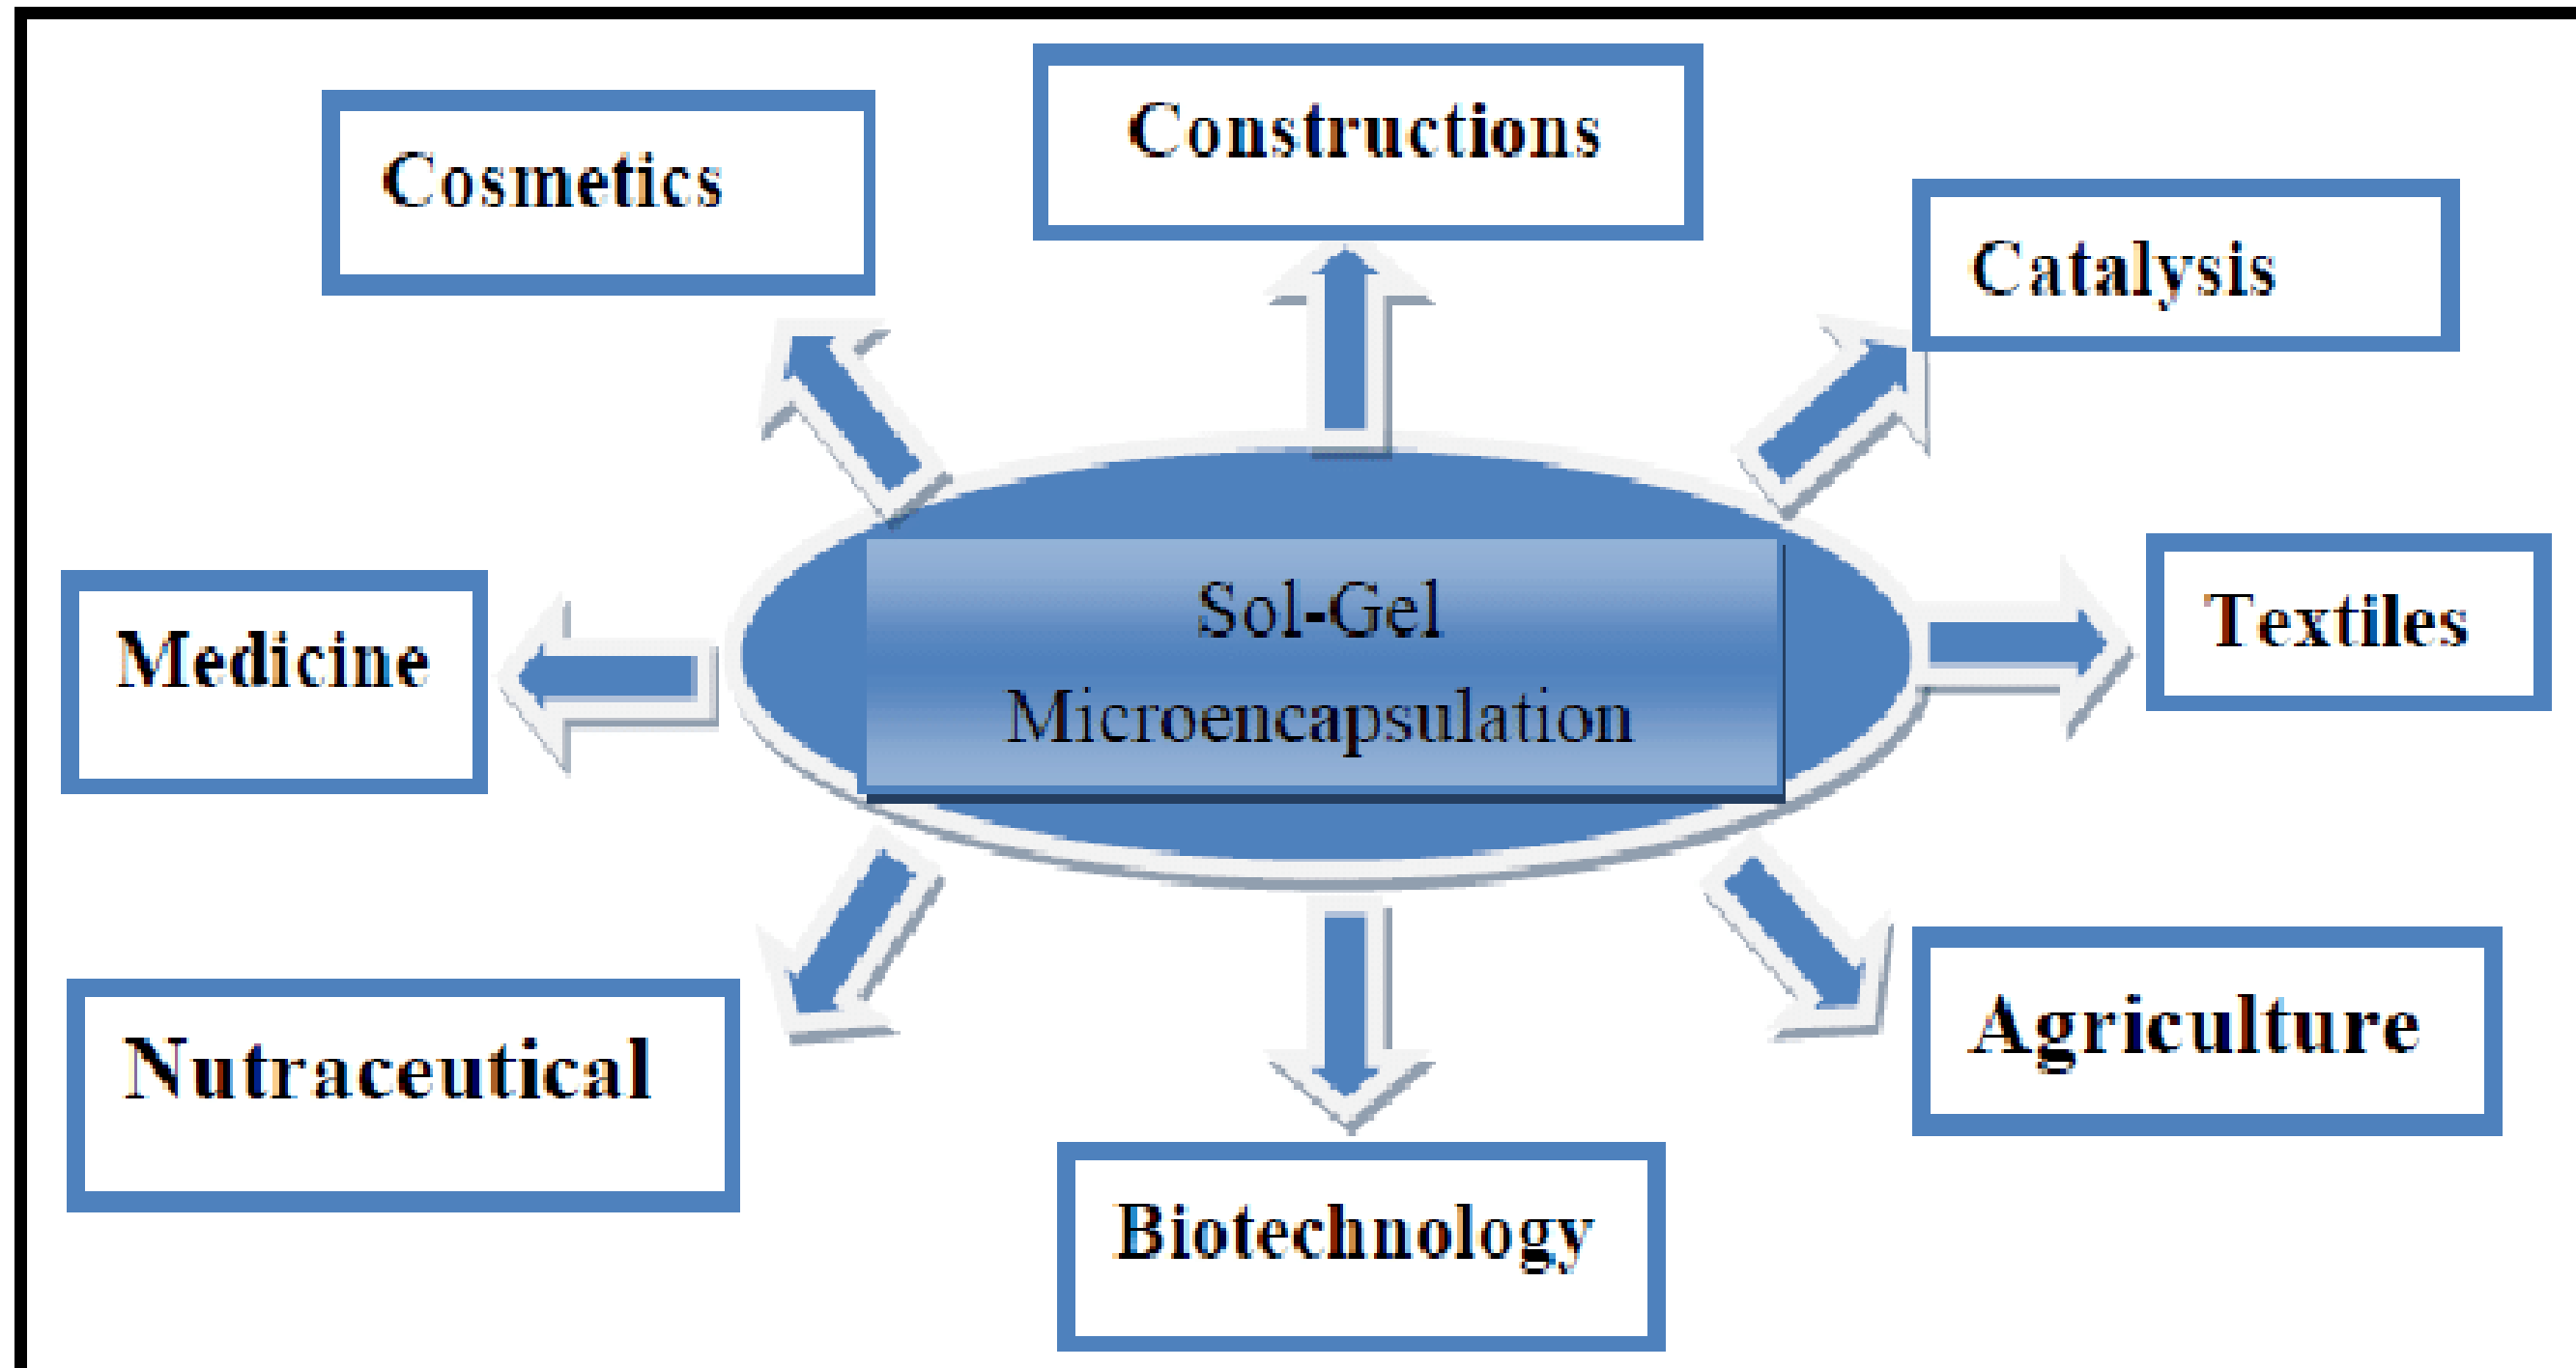 Constructions
Cosmetics
Catalysis
Sol-Gel
Microencapsulation
Textiles
Medicine
Agriculture
Nutraceutical
Biotechnology